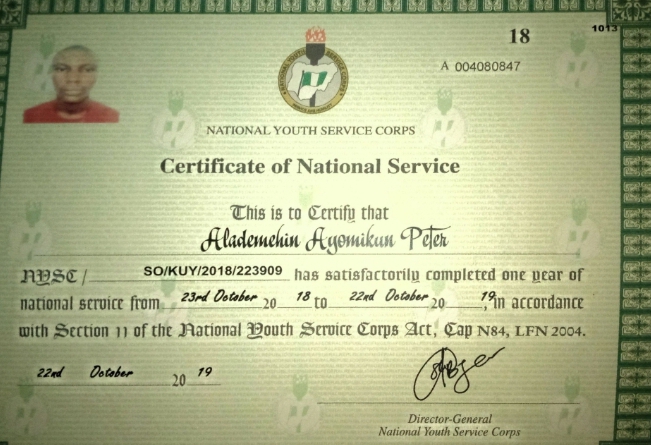 18
1013
A 004080847
NATIONAL YOUTH SERVICE CORPS
Certificate of National Service
This is to Certify that
Alademehin Ayomikun Peter
NYSC / SO/KUY/2018/223909 has satisfactorily completed one year of
national service from 23rd October 20 18 to 22nd October 20 19, in accordance
with Section 11 of the National Youth Service Corps Act, Cap N84, LFN 2004.
22nd October 20 19
Director-General
National Youth Service Corps